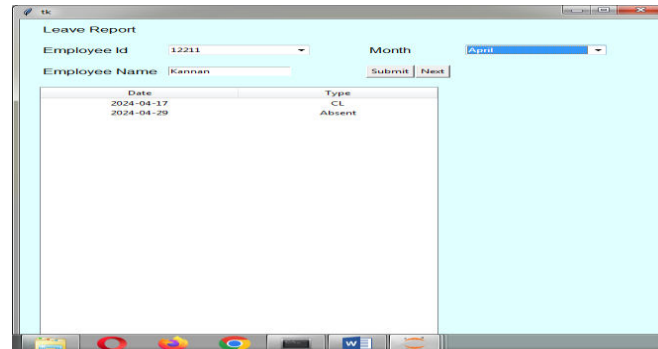 tk
Leave Report
Employee Id 12211 Month April
Employee Name Kannan Submit Next
Date Type
2024-04-17 CL
2024-04-29 Absent
W